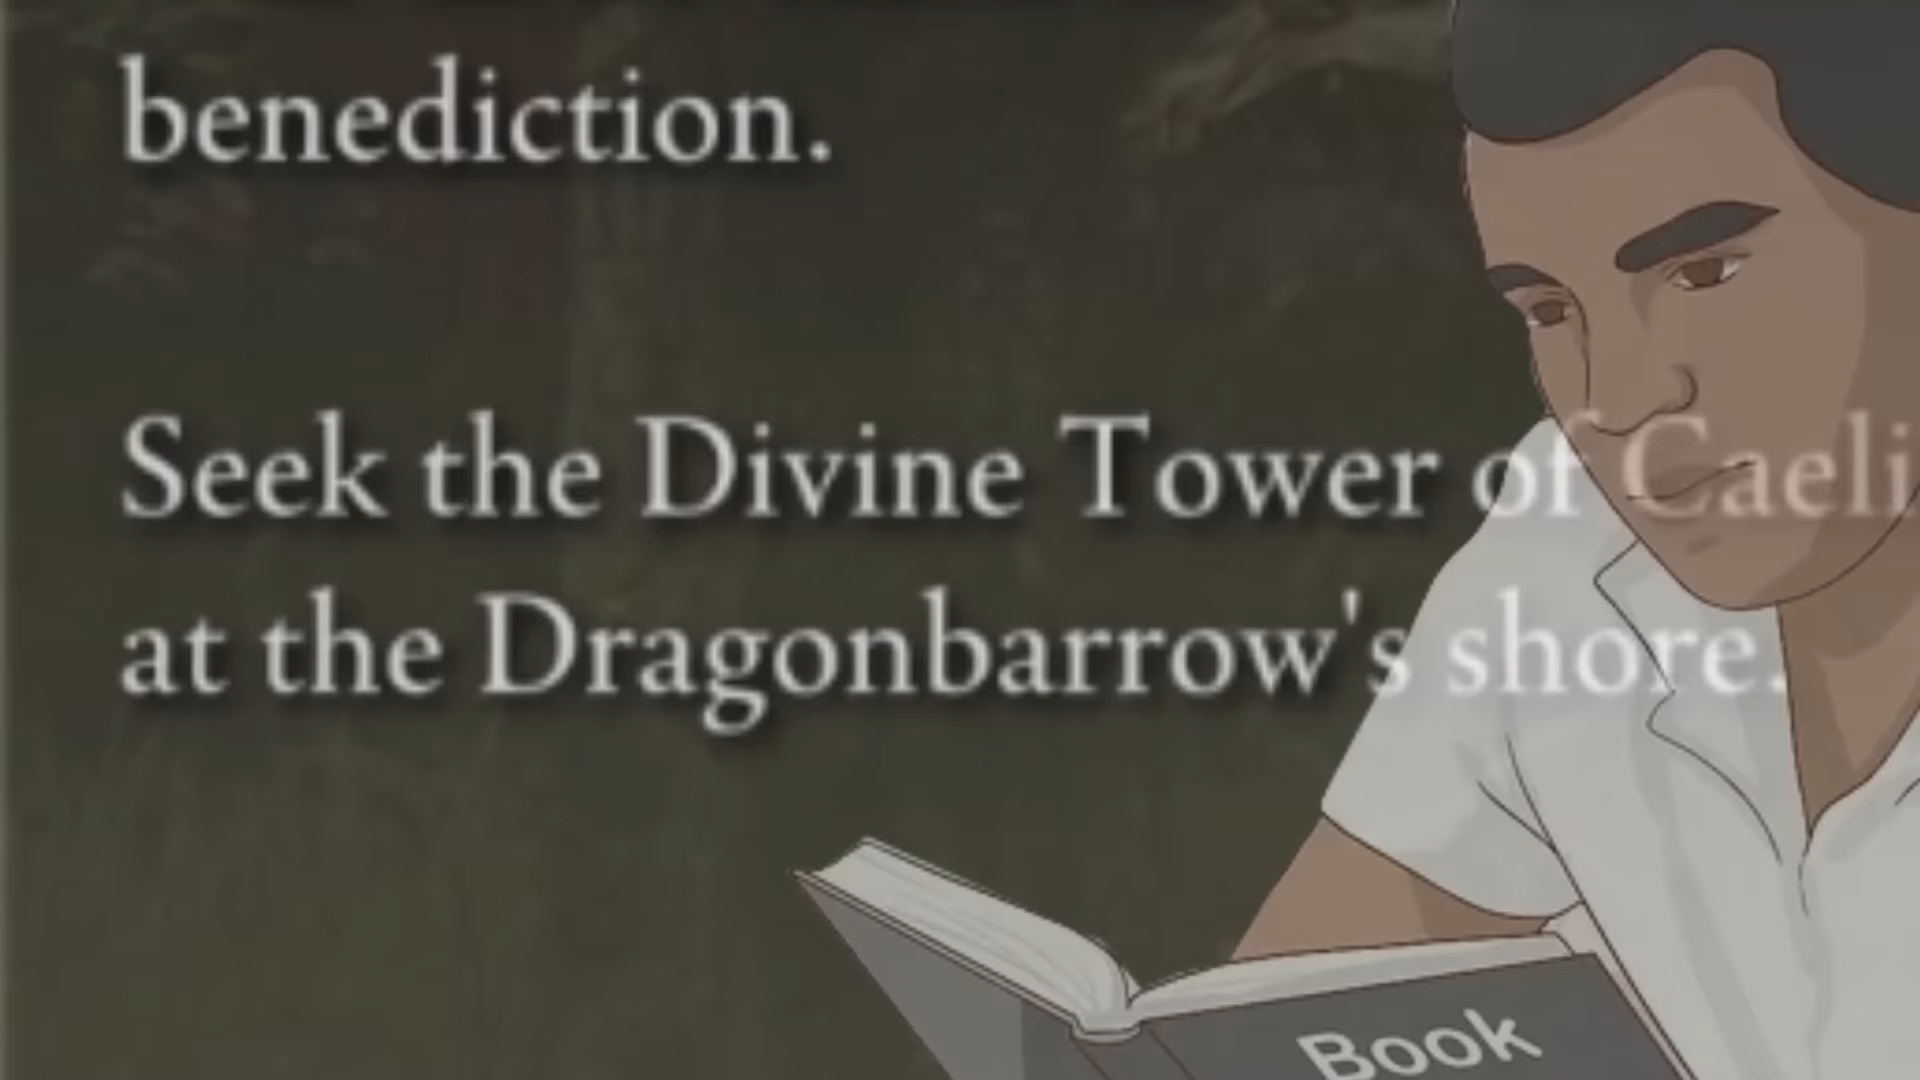 benediction.
Seek the Divine Tower of Caeli
at the Dragonbarrow's shore.
Book